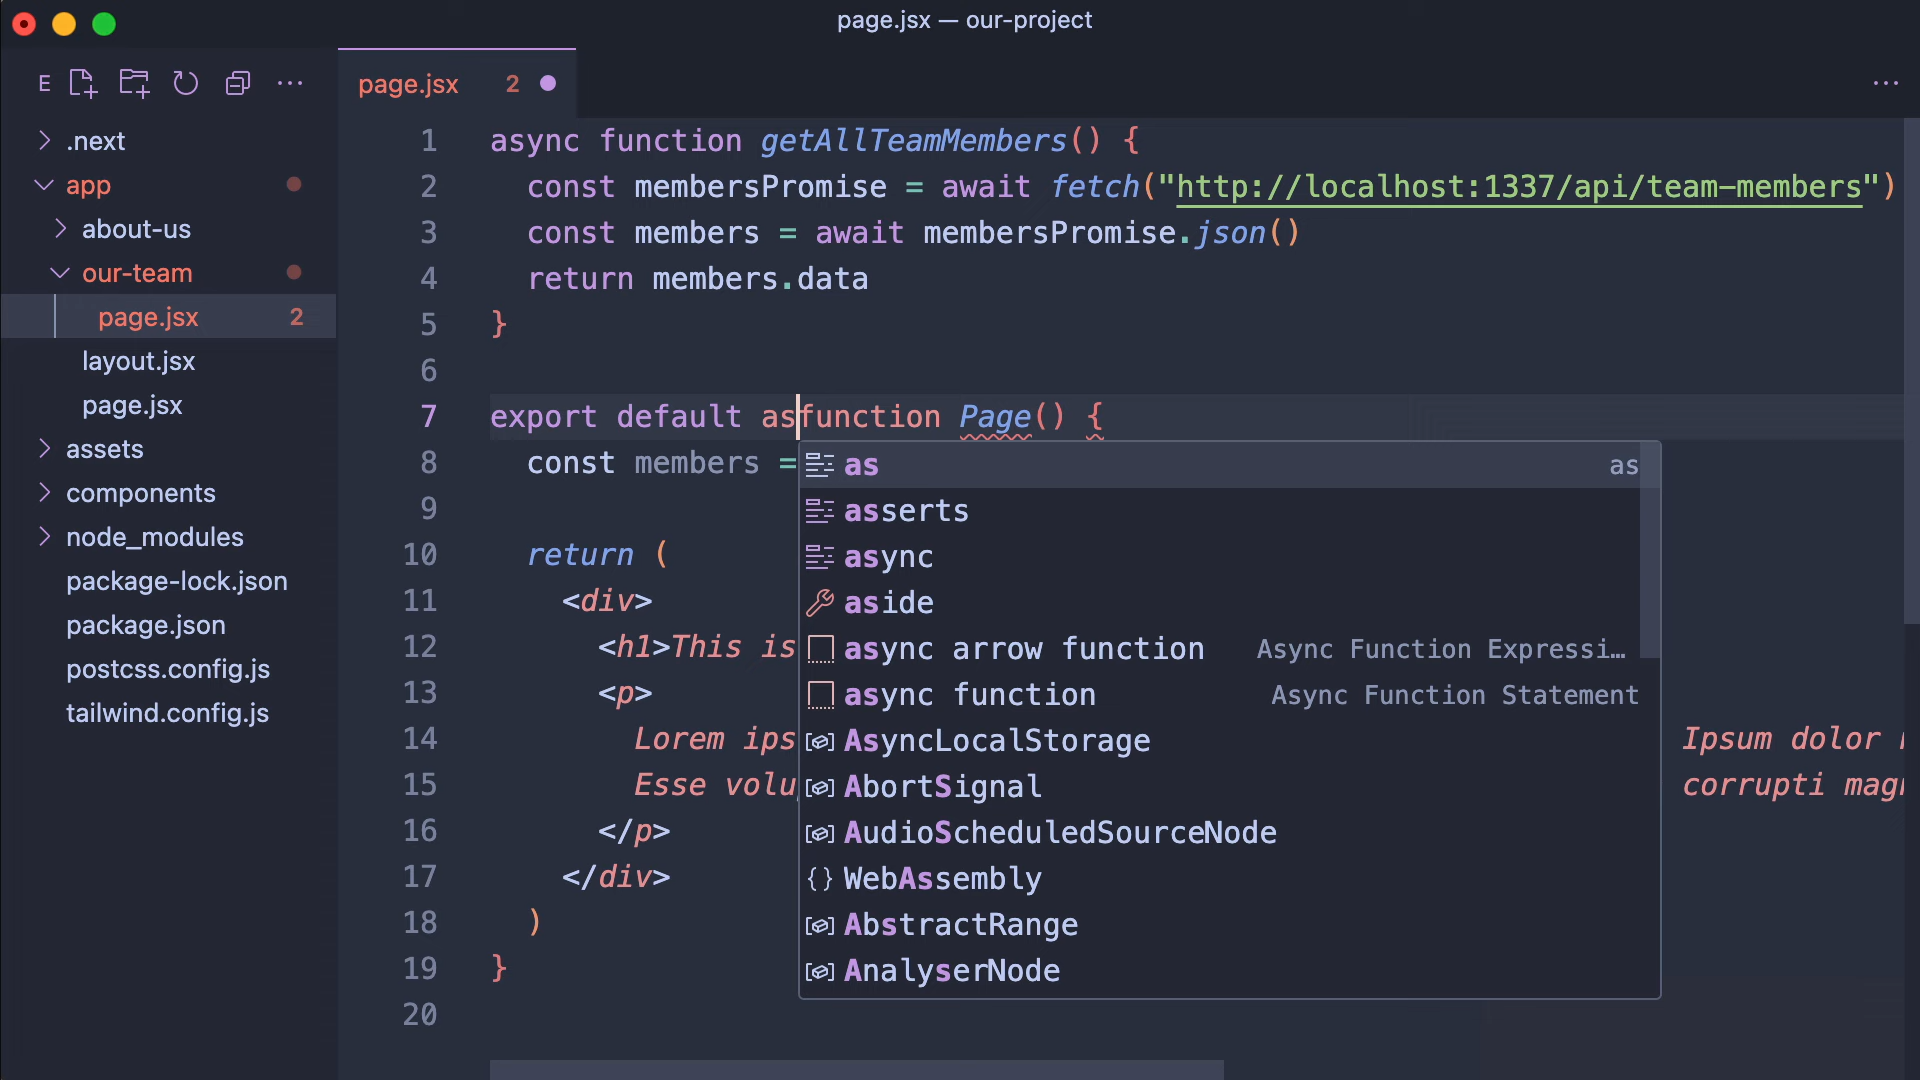 page.jsx — our-project
E
page.jsx 2
.next
app
about-us
our-team
page.jsx 2
layout.jsx
page.jsx
assets
components
node_modules
package-lock.json
package.json
postcss.config.js
tailwind.config.js
1 async function getAllTeamMembers() {
2 const membersPromise = await fetch("http://localhost:1337/api/team-members")
3 const members = await membersPromise.json()
4 return members.data
5 }
6
7 export default asfunction Page() {
8 const members =
9
10 return (
11 <div>
12 <h1>This is
13 <p>
14 Lorem ips Ipsum dolor
15 Esse volu corrupti mag
16 </p>
17 </div>
18 )
19 }
20
as as
asserts
async
aside
async arrow function Async Function Expressi…
async function Async Function Statement
AsyncLocalStorage
AbortSignal
AudioScheduledSourceNode
WebAssembly
AbstractRange
AnalyserNode